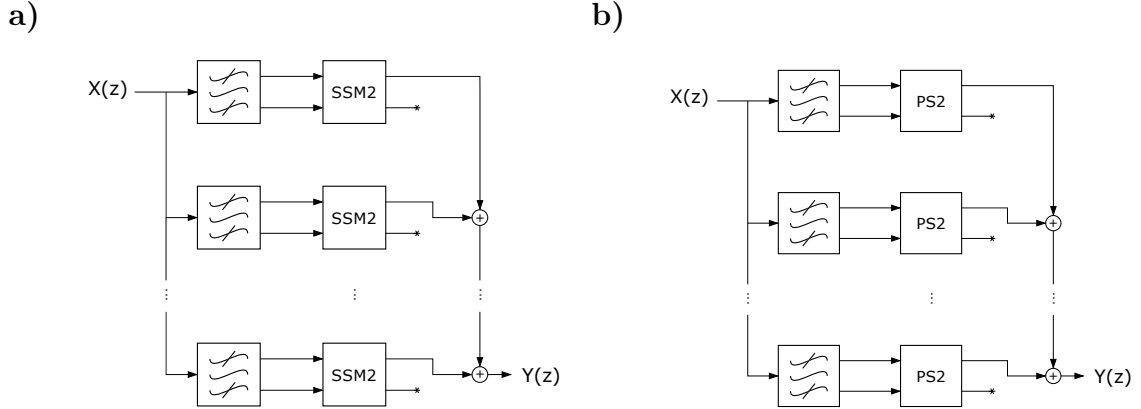 a)
X(z)
SSM2
SSM2
...
...
...
SSM2
Y(z)
b)
X(z)
PS2
PS2
...
...
...
PS2
Y(z)